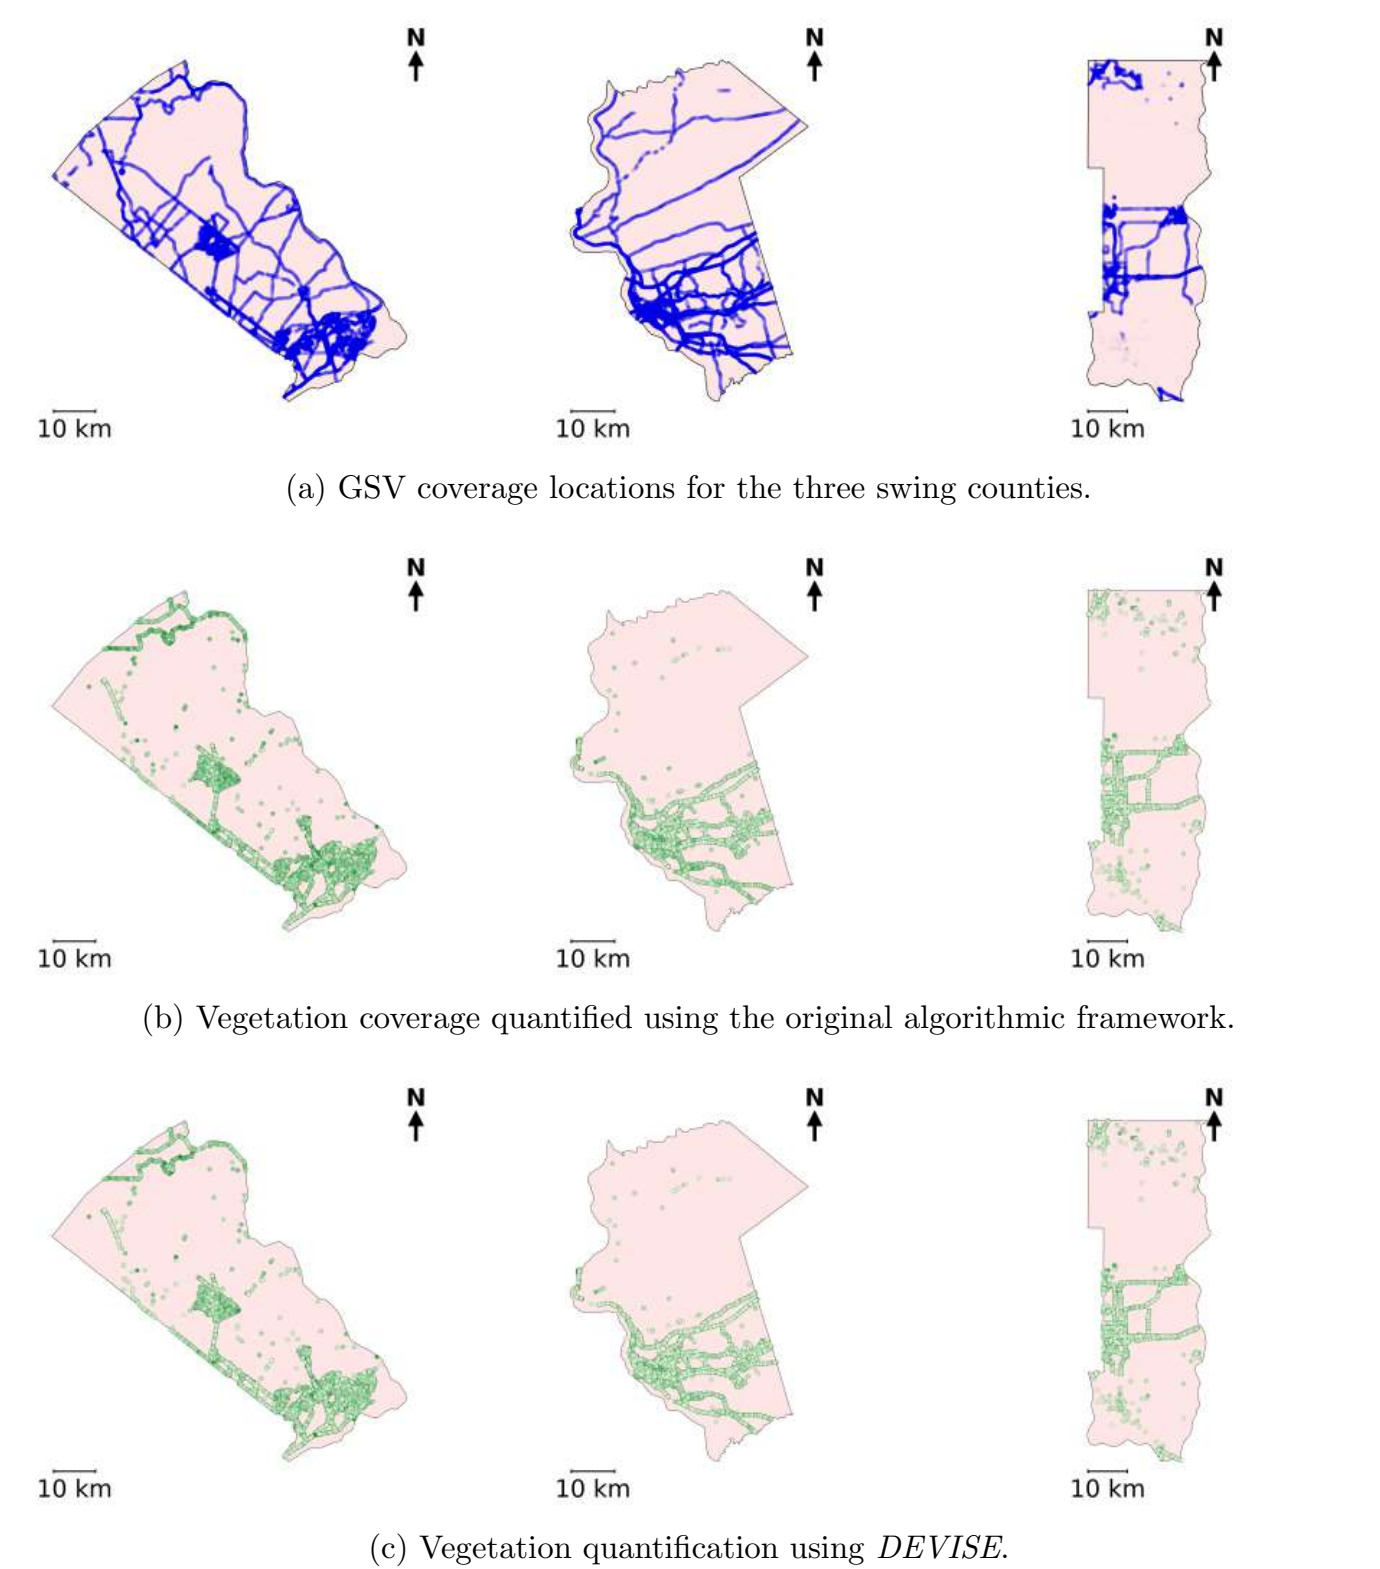 N N N
10 km 10 km 10 km
(a) GSV coverage locations for the three swing counties.
N N N
10 km 10 km 10 km
(b) Vegetation coverage quantified using the original algorithmic framework.
N N N
10 km 10 km 10 km
(c) Vegetation quantification using DEVISE.